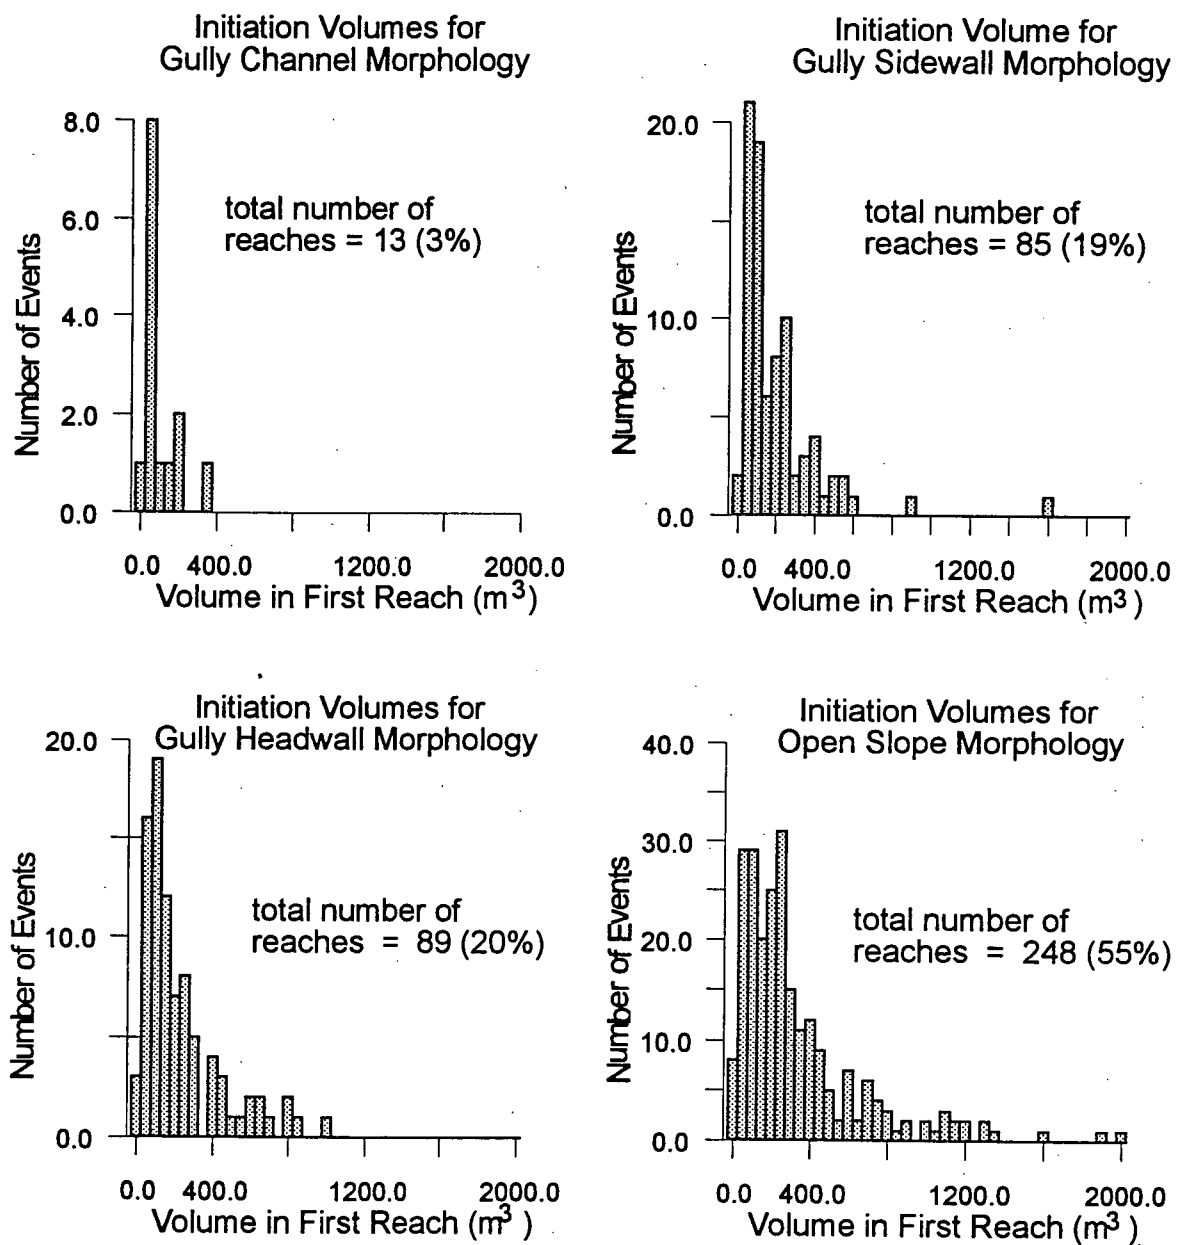 Initiation Volumes for
Gully Channel Morphology
8.0
6.0
4.0
2.0
0.0
Number of Events
total number of
reaches = 13 (3%)
0.0 400.0 1200.0 2000.0
Volume in First Reach (m³)
Initiation Volume for
Gully Sidewall Morphology
20.0
10.0
0.0
Number of Events
total number of
reaches = 85 (19%)
0.0 400.0 1200.0 2000.0
Volume in First Reach (m³ )
Initiation Volumes for
Gully Headwall Morphology
20.0
10.0
0.0
Number of Events
total number of
reaches = 89 (20%)
0.0 400.0 1200.0 2000.0
Volume in First Reach (m³ )
Initiation Volumes for
Open Slope Morphology
40.0
30.0
20.0
10.0
0.0
Number of Events
total number of
reaches = 248 (55%)
0.0 400.0 1200.0 2000.0
Volume in First Reach (m³ )